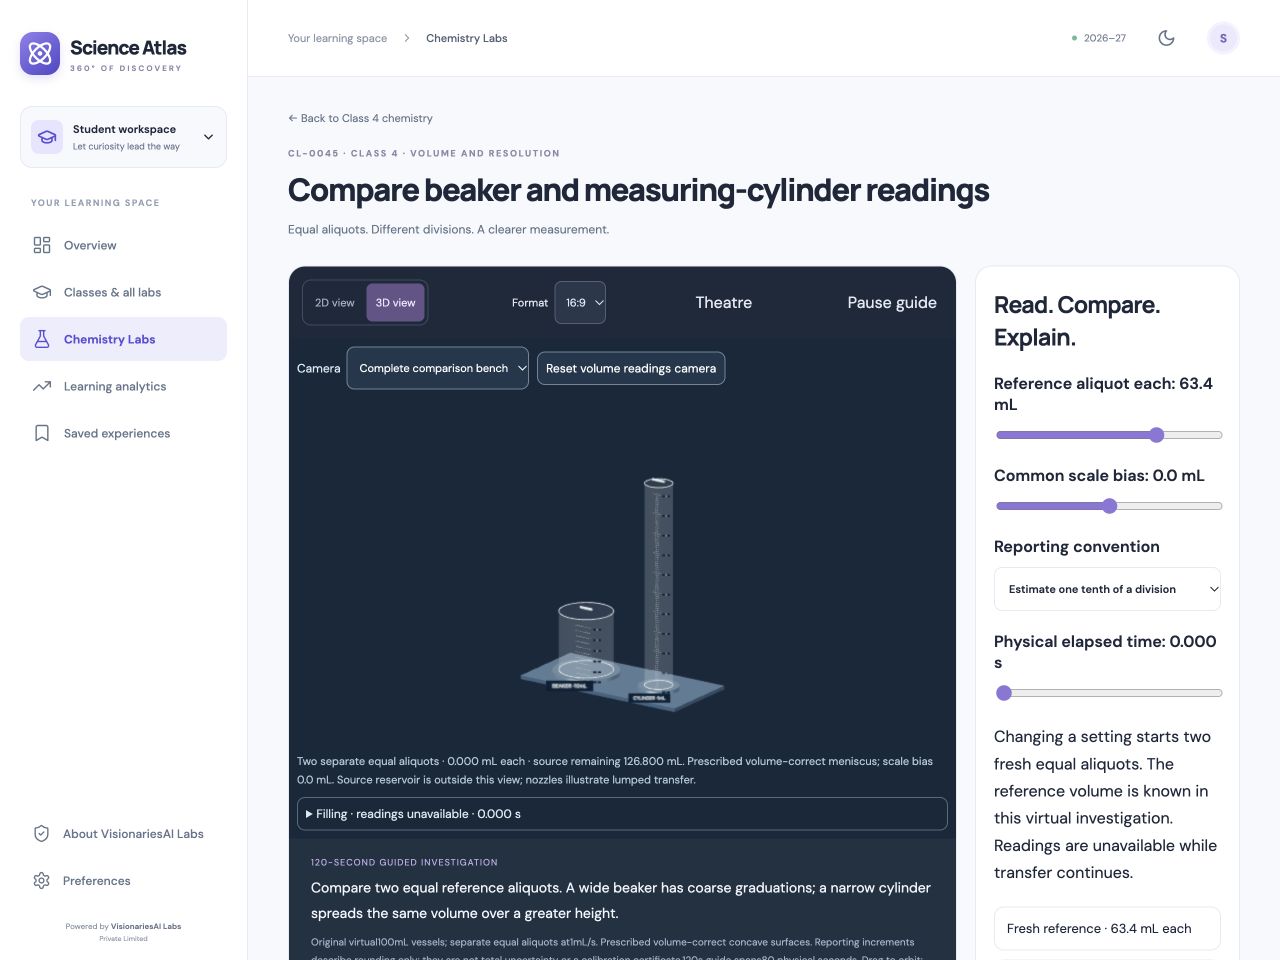 Science Atlas
360° OF DISCOVERY
Student workspace
Let curiosity lead the way
YOUR LEARNING SPACE
Overview
Classes & all labs
Chemistry Labs
Learning analytics
Saved experiences
About VisionariesAI Labs
Preferences
Powered by VisionariesAI Labs
Private Limited
Your learning space > Chemistry Labs
2026–27
S
← Back to Class 4 chemistry
CL-0045 · CLASS 4 · VOLUME AND RESOLUTION
Compare beaker and measuring-cylinder readings
Equal aliquots. Different divisions. A clearer measurement.
2D view 3D view Format 16:9 Theatre Pause guide
Camera Complete comparison bench Reset volume readings camera
Two separate equal aliquots · 0.000 mL each · source remaining 126.800 mL. Prescribed volume-correct meniscus; scale bias
0.0 mL. Source reservoir is outside this view; nozzles illustrate lumped transfer.
▶ Filling · readings unavailable · 0.000 s
120-SECOND GUIDED INVESTIGATION
Compare two equal reference aliquots. A wide beaker has coarse graduations; a narrow cylinder
spreads the same volume over a greater height.
Original virtual100mL vessels; separate equal aliquots at1mL/s. Prescribed volume-correct concave surfaces. Reporting increments
Read. Compare.
Explain.
Reference aliquot each: 63.4
mL
Common scale bias: 0.0 mL
Reporting convention
Estimate one tenth of a division
Physical elapsed time: 0.000
s
Changing a setting starts two
fresh equal aliquots. The
reference volume is known in
this virtual investigation.
Readings are unavailable while
transfer continues.
Fresh reference · 63.4 mL each